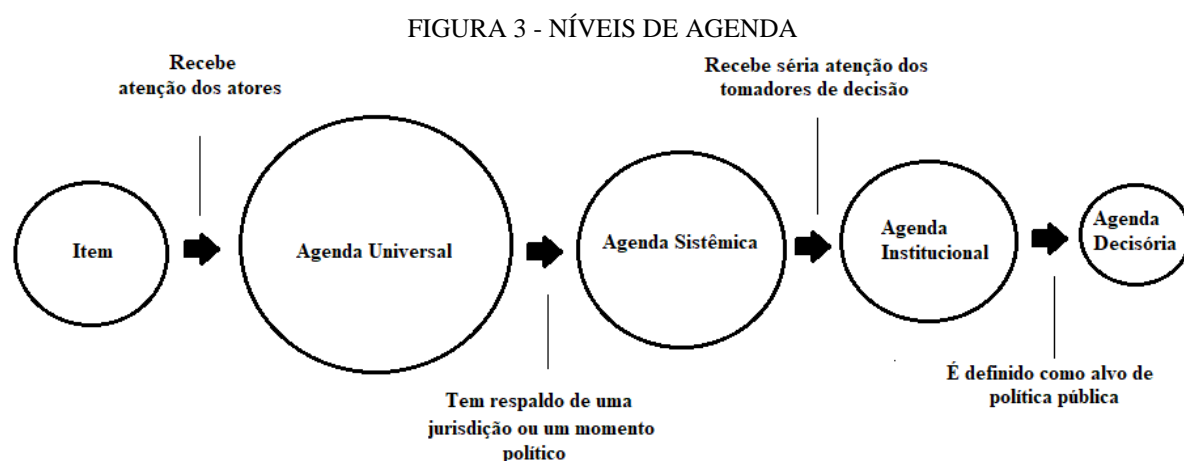 FIGURA 3 - NÍVEIS DE AGENDA
Recebe
atenção dos atores
Recebe séria atenção dos
tomadores de decisão
Item
Agenda Universal
Agenda Sistêmica
Agenda
Institucional
Agenda
Decisória
Tem respaldo de uma
jurisdição ou um momento
político
É definido como alvo de
política pública